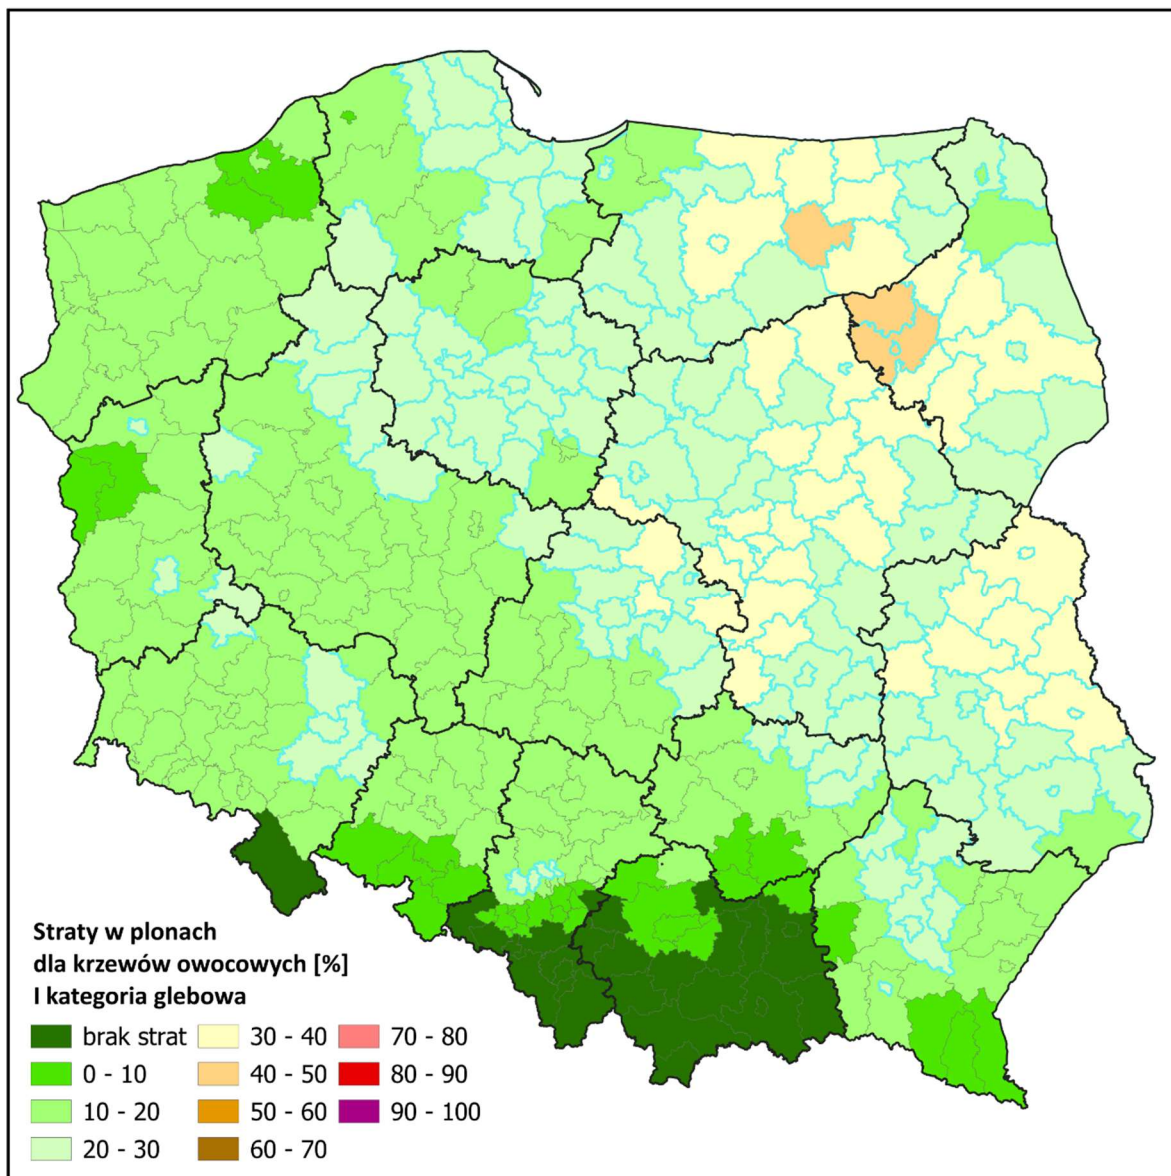 Straty w plonach
dla krzewów owocowych [%]
I kategoria glebowa
brak strat
0 - 10
10 - 20
20 - 30
30 - 40
40 - 50
50 - 60
60 - 70
70 - 80
80 - 90
90 - 100